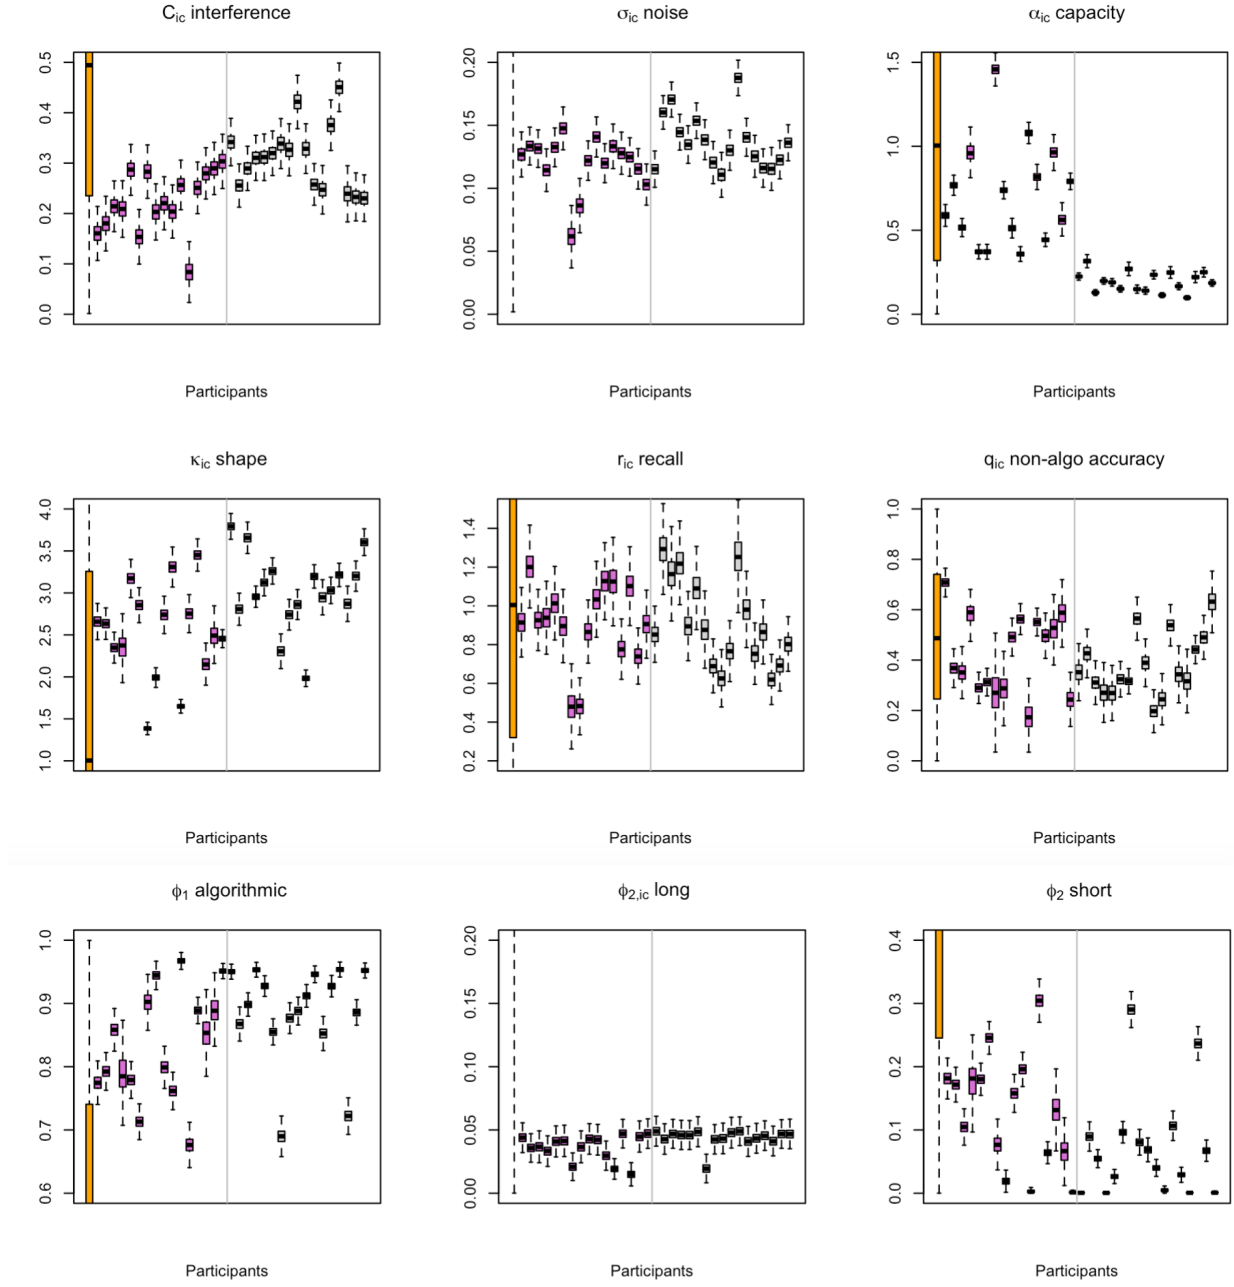 C_ic interference
σ_ic noise
α_ic capacity
0.0 0.1 0.2 0.3 0.4 0.5
0.00 0.05 0.10 0.15 0.20
0.0 0.5 1.0 1.5
Participants
Participants
Participants
κ_ic shape
r_ic recall
q_ic non-algo accuracy
1.0 1.5 2.0 2.5 3.0 3.5 4.0
0.2 0.4 0.6 0.8 1.0 1.2 1.4
0.0 0.2 0.4 0.6 0.8 1.0
Participants
Participants
Participants
ϕ_1 algorithmic
ϕ_2,ic long
ϕ_2 short
0.6 0.7 0.8 0.9 1.0
0.00 0.05 0.10 0.15 0.20
0.0 0.1 0.2 0.3 0.4
Participants
Participants
Participants